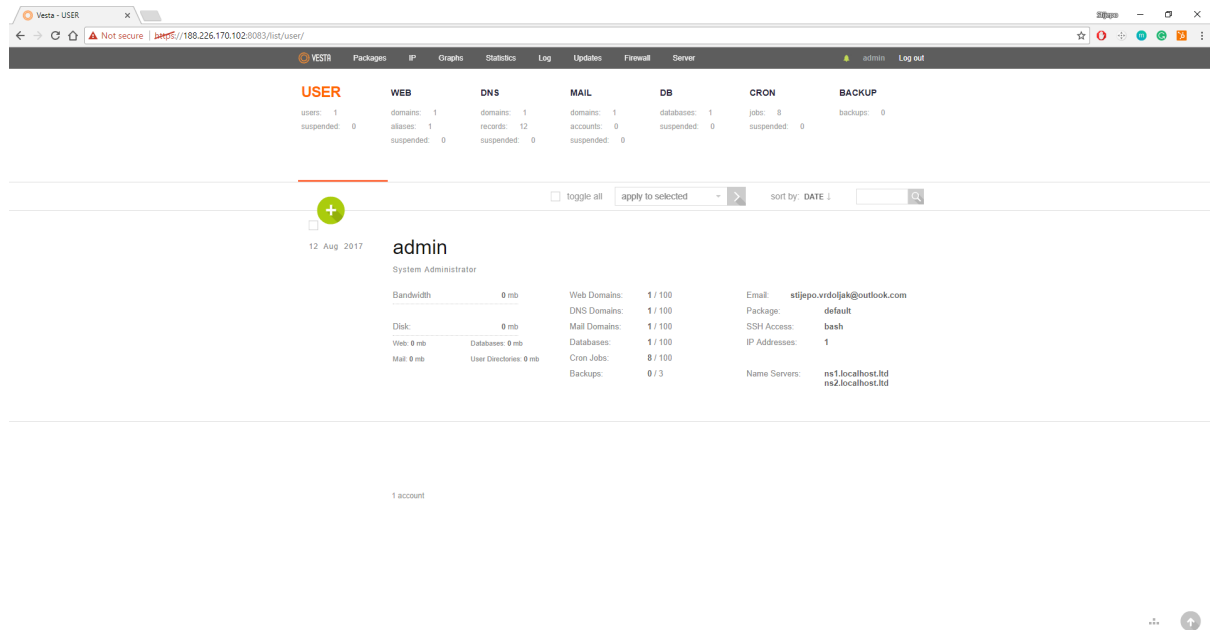 Vesta - USER
Stijepo
Not secure | https://188.226.170.102:8083/list/user/
VESTA Packages IP Graphs Statistics Log Updates Firewall Server admin Log out
USER WEB DNS MAIL DB CRON BACKUP
users: 1 domains: 1 domains: 1 domains: 1 databases: 1 jobs: 8 backups: 0
suspended: 0 aliases: 1 records: 12 accounts: 0 suspended: 0 suspended: 0
suspended: 0 suspended: 0 suspended: 0
toggle all apply to selected sort by: DATE ↓
12 Aug 2017 admin
System Administrator
Bandwidth 0 mb Web Domains: 1 / 100 Email: stijepo.vrdoljak@outlook.com
DNS Domains: 1 / 100 Package: default
Disk: 0 mb Mail Domains: 1 / 100 SSH Access: bash
Web: 0 mb Databases: 0 mb Databases: 1 / 100 IP Addresses: 1
Mail: 0 mb User Directories: 0 mb Cron Jobs: 8 / 100
Backups: 0 / 3 Name Servers: ns1.localhost.ltd
ns2.localhost.ltd
1 account